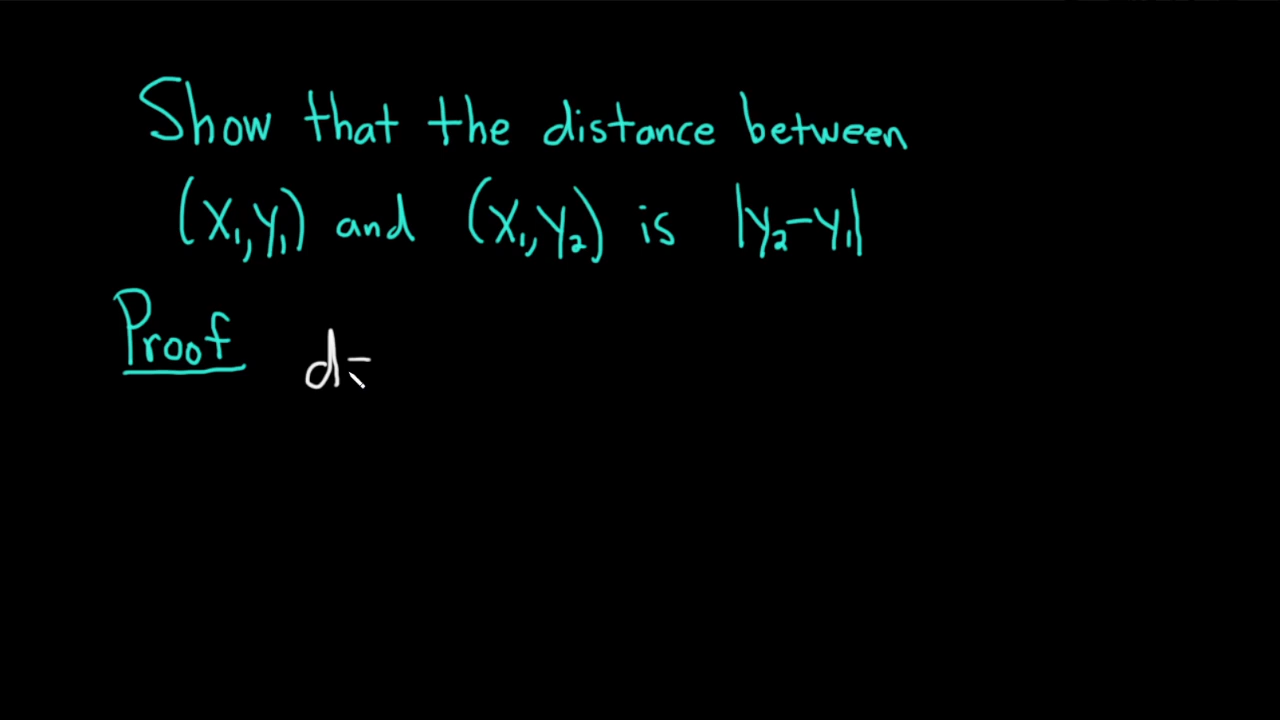 Show that the distance between
(x₁,y₁) and (x₁,y₂) is |y₂-y₁|
Proof d=